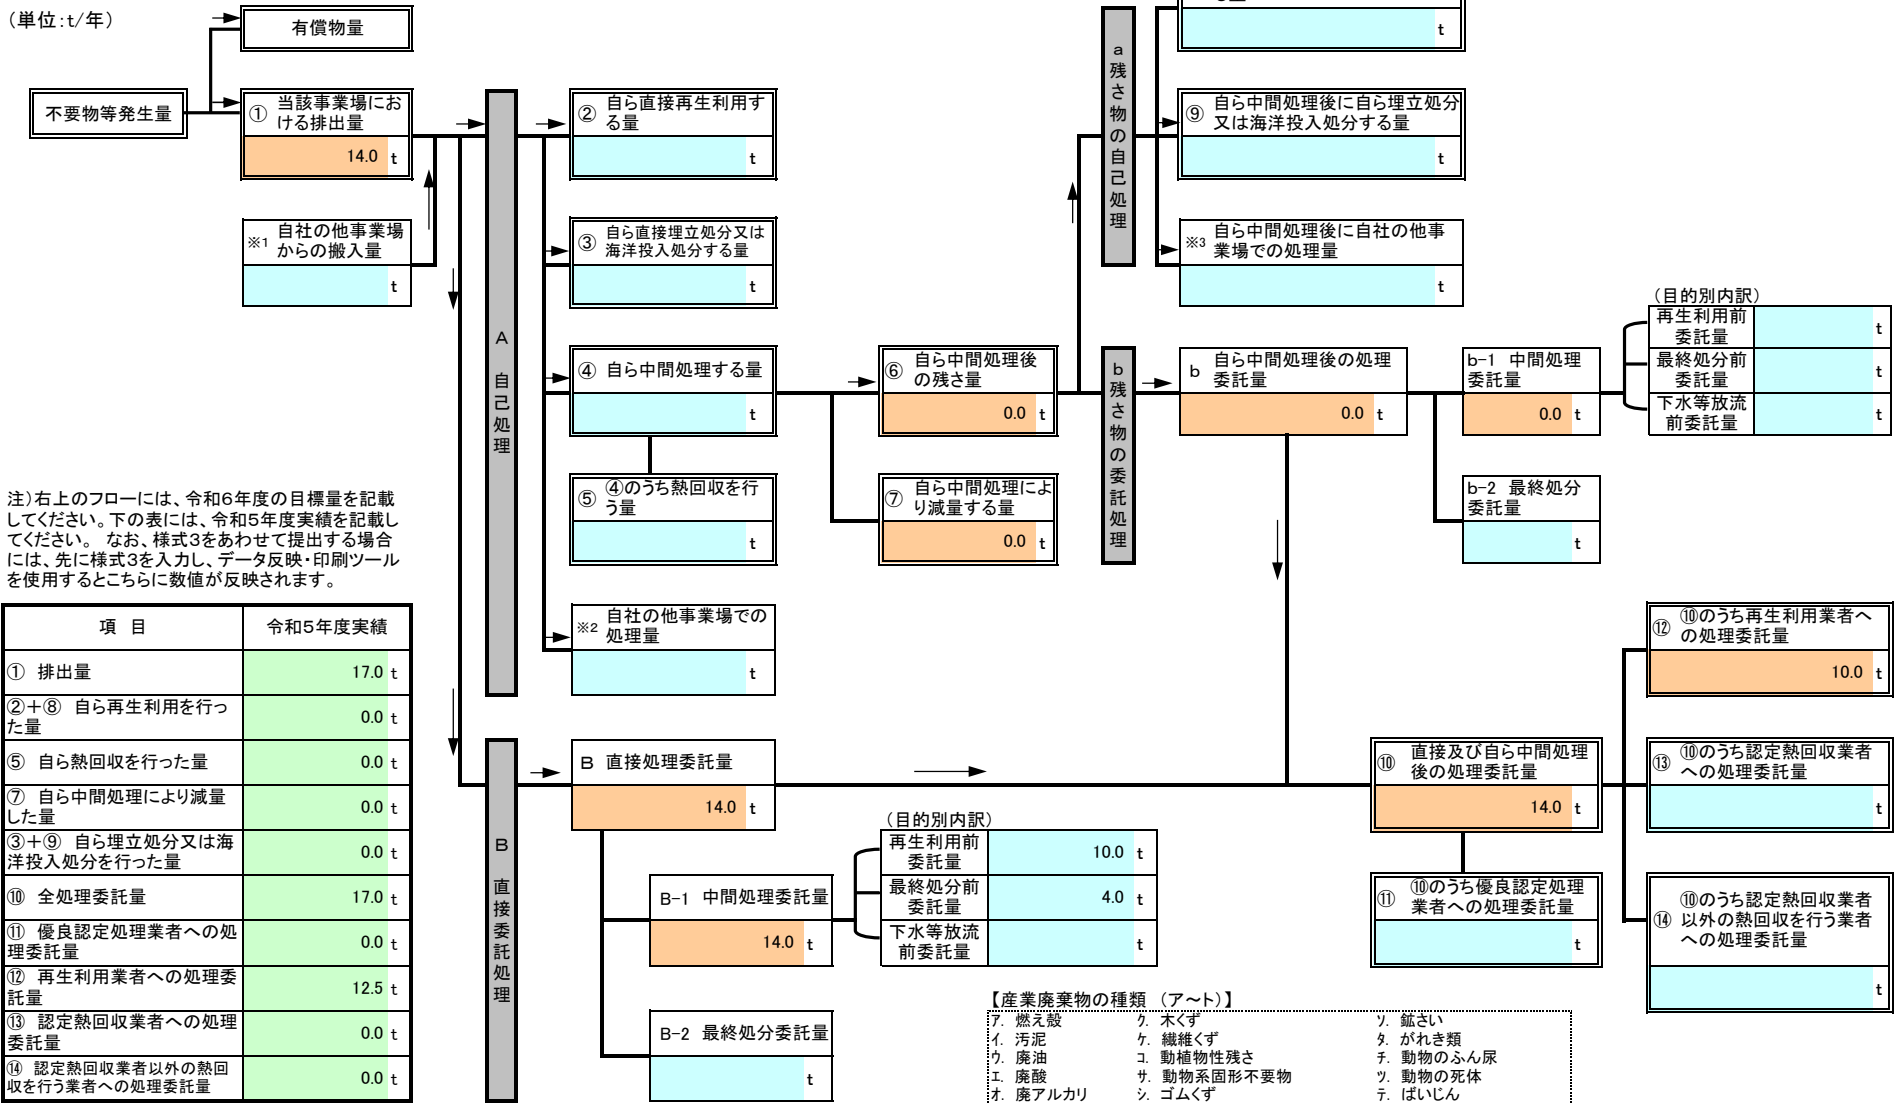 (単位:t/年)
有償物量
不要物等発生量
① 当該事業場にお
ける排出量
14.0 t
※1 自社の他事業場
からの搬入量
t
A 自己処理
② 自ら直接再生利用す
る量
t
③ 自ら直接埋立処分又は
海洋投入処分する量
t
④ 自ら中間処理する量
t
⑤ ④のうち熱回収を行
う量
t
※2 自社の他事業場での
処理量
t
⑥ 自ら中間処理後
の残さ量
0.0 t
⑦ 自ら中間処理によ
り減量する量
0.0 t
a 残さ物の自己処理
t
⑨ 自ら中間処理後に自ら埋立処分
又は海洋投入処分する量
t
※3 自ら中間処理後に自社の他事
業場での処理量
t
b 残さ物の委託処理
b 自ら中間処理後の処理
委託量
0.0 t
b-1 中間処理
委託量
0.0 t
(目的別内訳)
再生利用前
委託量
t
最終処分前
委託量
t
下水等放流
前委託量
t
b-2 最終処分
委託量
t
注)右上のフローには、令和6年度の目標量を記載
してください。下の表には、令和5年度実績を記載し
てください。 なお、様式3をあわせて提出する場合
には、先に様式3を入力し、データ反映・印刷ツール
を使用するとこちらに数値が反映されます。
項 目 令和5年度実績
① 排出量 17.0 t
②+⑧ 自ら再生利用を行っ
た量 0.0 t
⑤ 自ら熱回収を行った量 0.0 t
⑦ 自ら中間処理により減量
した量 0.0 t
③+⑨ 自ら埋立処分又は海
洋投入処分を行った量 0.0 t
⑩ 全処理委託量 17.0 t
⑪ 優良認定処理業者への処
理委託量 0.0 t
⑫ 再生利用業者への処理委
託量 12.5 t
⑬ 認定熱回収業者への処理
委託量 0.0 t
⑭ 認定熱回収業者以外の熱回
収を行う業者への処理委託量 0.0 t
B 直接委託処理
B 直接処理委託量
14.0 t
B-1 中間処理委託量
14.0 t
(目的別内訳)
再生利用前
委託量
10.0 t
最終処分前
委託量
4.0 t
下水等放流
前委託量
t
B-2 最終処分委託量
t
⑩ 直接及び自ら中間処理
後の処理委託量
14.0 t
⑪ ⑩のうち優良認定処理
業者への処理委託量
t
⑫ ⑩のうち再生利用業者へ
の処理委託量
10.0 t
⑬ ⑩のうち認定熱回収業者
への処理委託量
t
⑭ ⑩のうち認定熱回収業者
以外の熱回収を行う業者
への処理委託量
t
【産業廃棄物の種類 (ア~ト)】
ア. 燃え殻 ク. 木くず ソ. 鉱さい
イ. 汚泥 ケ. 繊維くず タ. がれき類
ウ. 廃油 コ. 動植物性残さ チ. 動物のふん尿
エ. 廃酸 サ. 動物系固形不要物 ツ. 動物の死体
オ. 廃アルカリ シ. ゴムくず テ. ばいじん